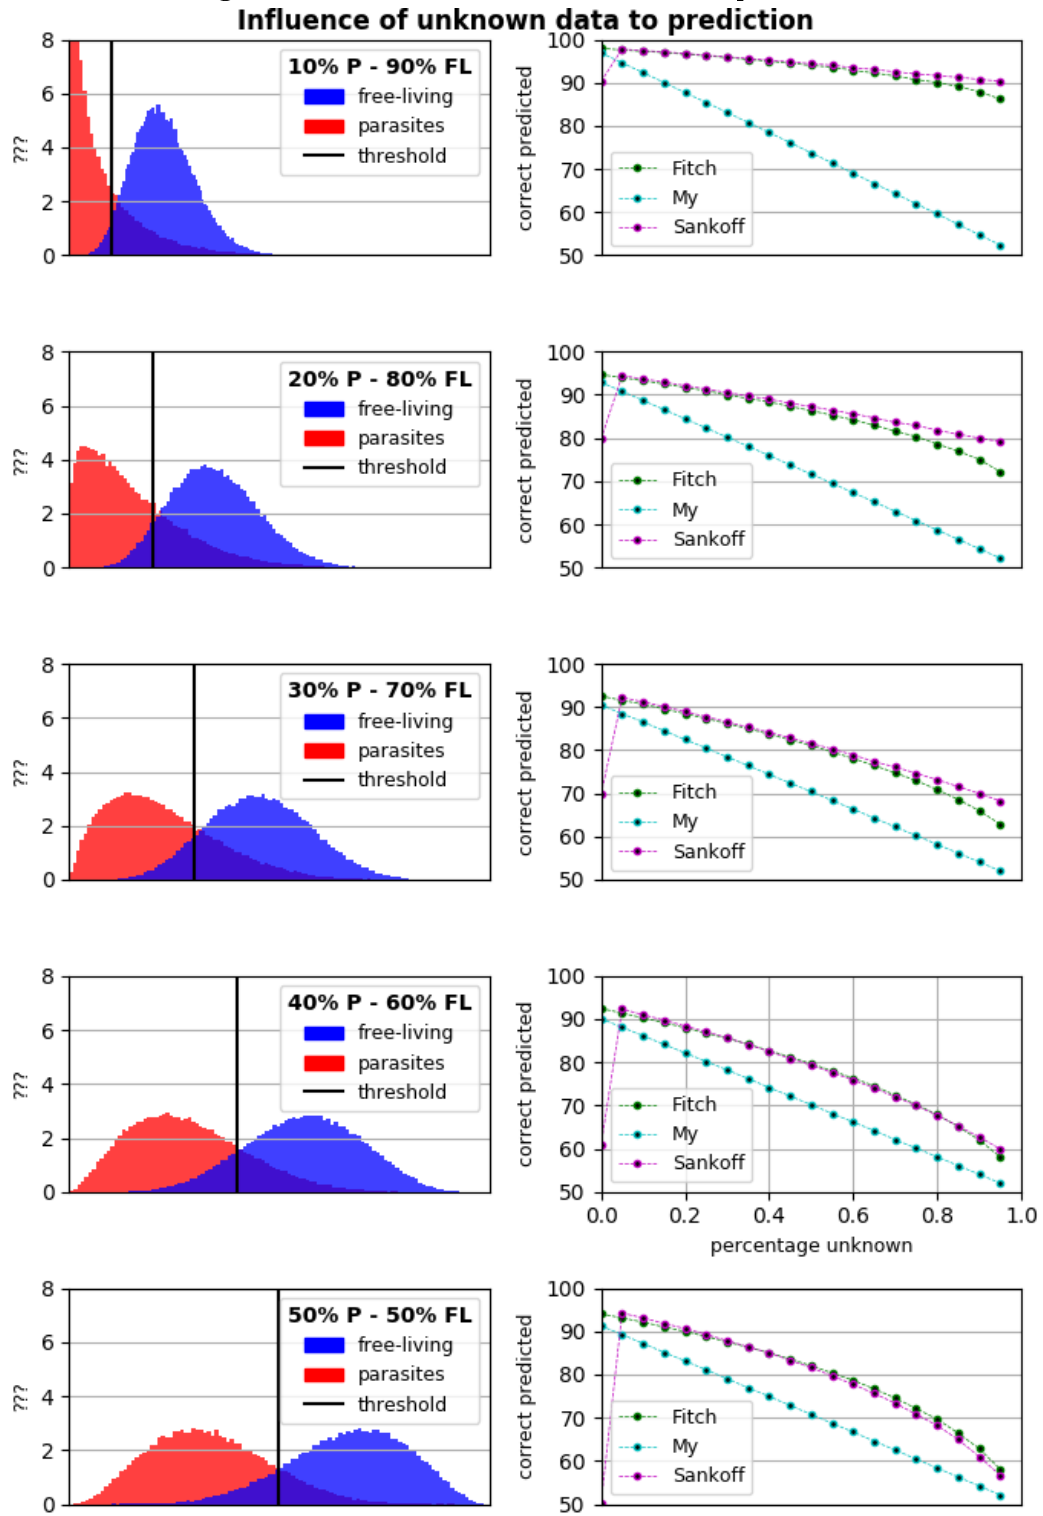 Influence of unknown data to prediction
8
6
4
2
0
???
10% P - 90% FL
free-living
parasites
threshold
100
90
80
70
60
50
correct predicted
Fitch
My
Sankoff
8
6
4
2
0
???
20% P - 80% FL
free-living
parasites
threshold
100
90
80
70
60
50
correct predicted
Fitch
My
Sankoff
8
6
4
2
0
???
30% P - 70% FL
free-living
parasites
threshold
100
90
80
70
60
50
correct predicted
Fitch
My
Sankoff
8
6
4
2
0
???
40% P - 60% FL
free-living
parasites
threshold
100
90
80
70
60
50
correct predicted
Fitch
My
Sankoff
0.0 0.2 0.4 0.6 0.8 1.0
percentage unknown
8
6
4
2
0
???
50% P - 50% FL
free-living
parasites
threshold
100
90
80
70
60
50
correct predicted
Fitch
My
Sankoff